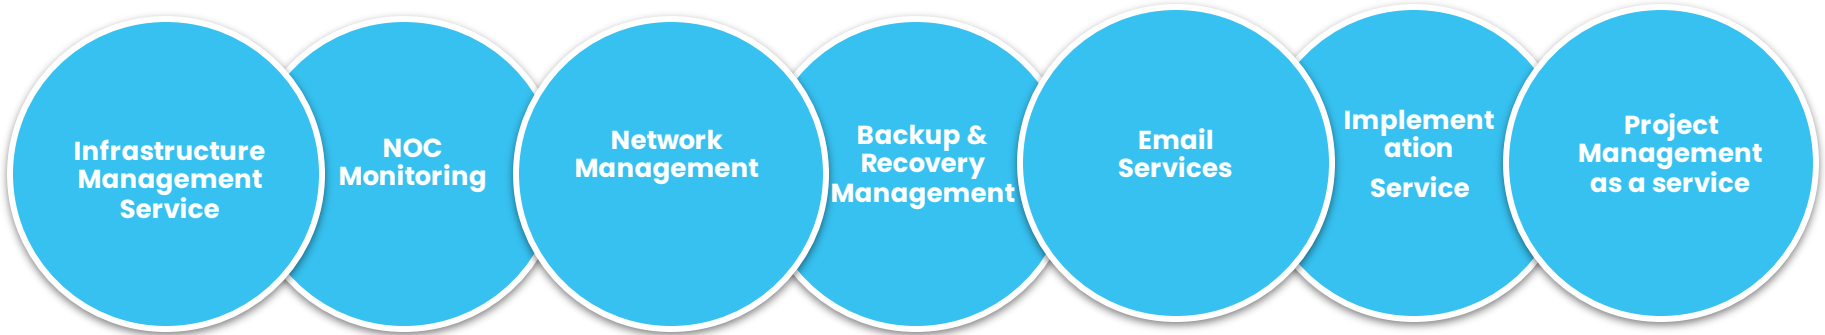 Infrastructure
Management
Service
NOC
Monitoring
Network
Management
Backup &
Recovery
Management
Email
Services
Implement
ation
Service
Project
Management
as a service